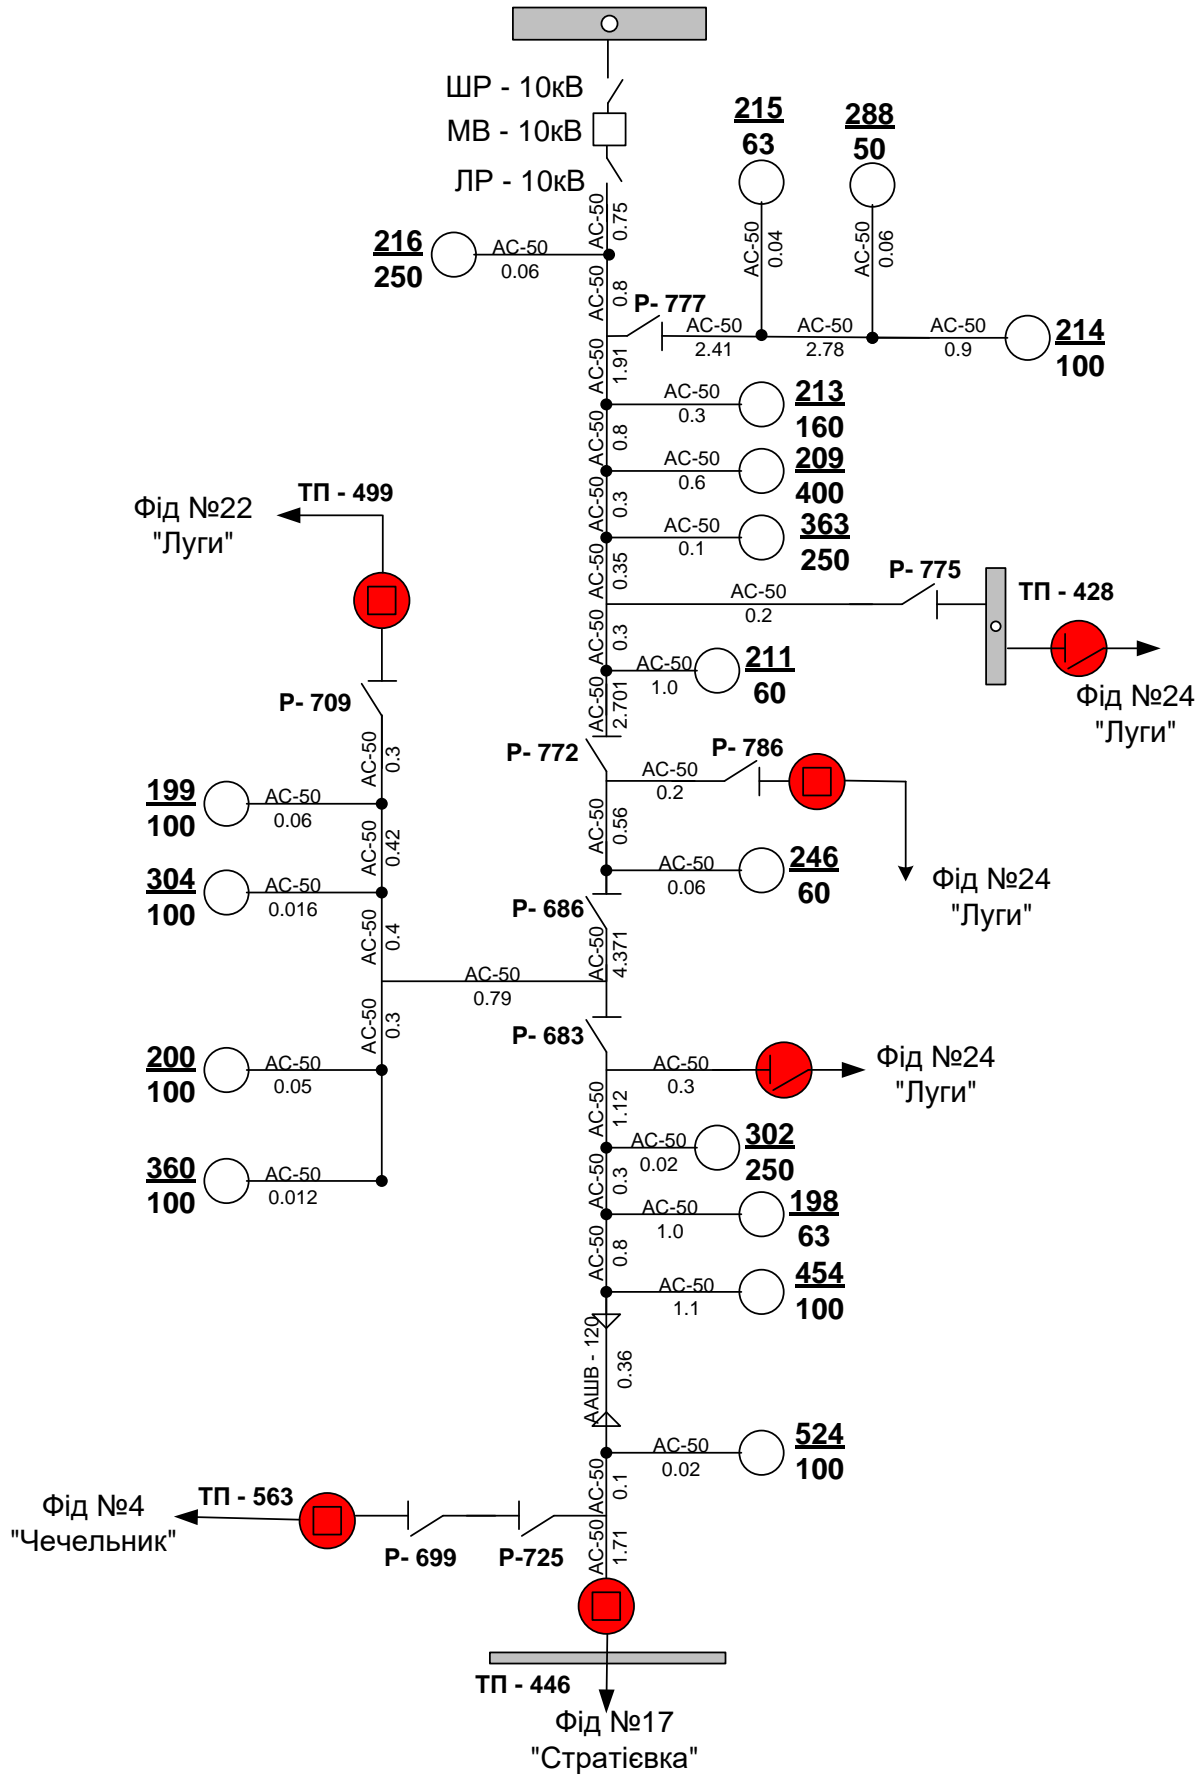 ШР - 10кВ
МВ - 10кВ
ЛР - 10кВ
215
63
288
50
АС-50
0.75
АС-50
0.04
АС-50
0.06
216
250
АС-50
0.06
АС-50
0.8
Р- 777
АС-50
2.41
АС-50
2.78
АС-50
0.9
214
100
АС-50
1.91
АС-50
0.3
213
160
АС-50
0.8
АС-50
0.6
209
400
АС-50
0.3
АС-50
0.1
363
250
ТП - 499
Фід №22
"Луги"
АС-50
0.35
АС-50
0.2
Р- 775
ТП - 428
Фід №24
"Луги"
АС-50
0.3
АС-50
1.0
211
60
Р- 709
АС-50
2.701
Р- 772
АС-50
0.2
Р- 786
Фід №24
"Луги"
АС-50
0.3
199
100
АС-50
0.06
АС-50
0.56
АС-50
0.42
АС-50
0.06
246
60
304
100
АС-50
0.016
Р- 686
АС-50
0.4
АС-50
4.371
АС-50
0.79
АС-50
0.3
Р- 683
200
100
АС-50
0.05
АС-50
0.3
Фід №24
"Луги"
АС-50
1.12
АС-50
0.02
302
250
360
100
АС-50
0.012
АС-50
0.3
АС-50
1.0
198
63
АС-50
0.8
АС-50
1.1
454
100
ААШВ - 120
0.36
АС-50
0.02
524
100
АС-50
0.1
ТП - 563
Фід №4
"Чечельник"
Р- 699
Р-725
АС-50
1.71
ТП - 446
Фід №17
"Стратієвка"